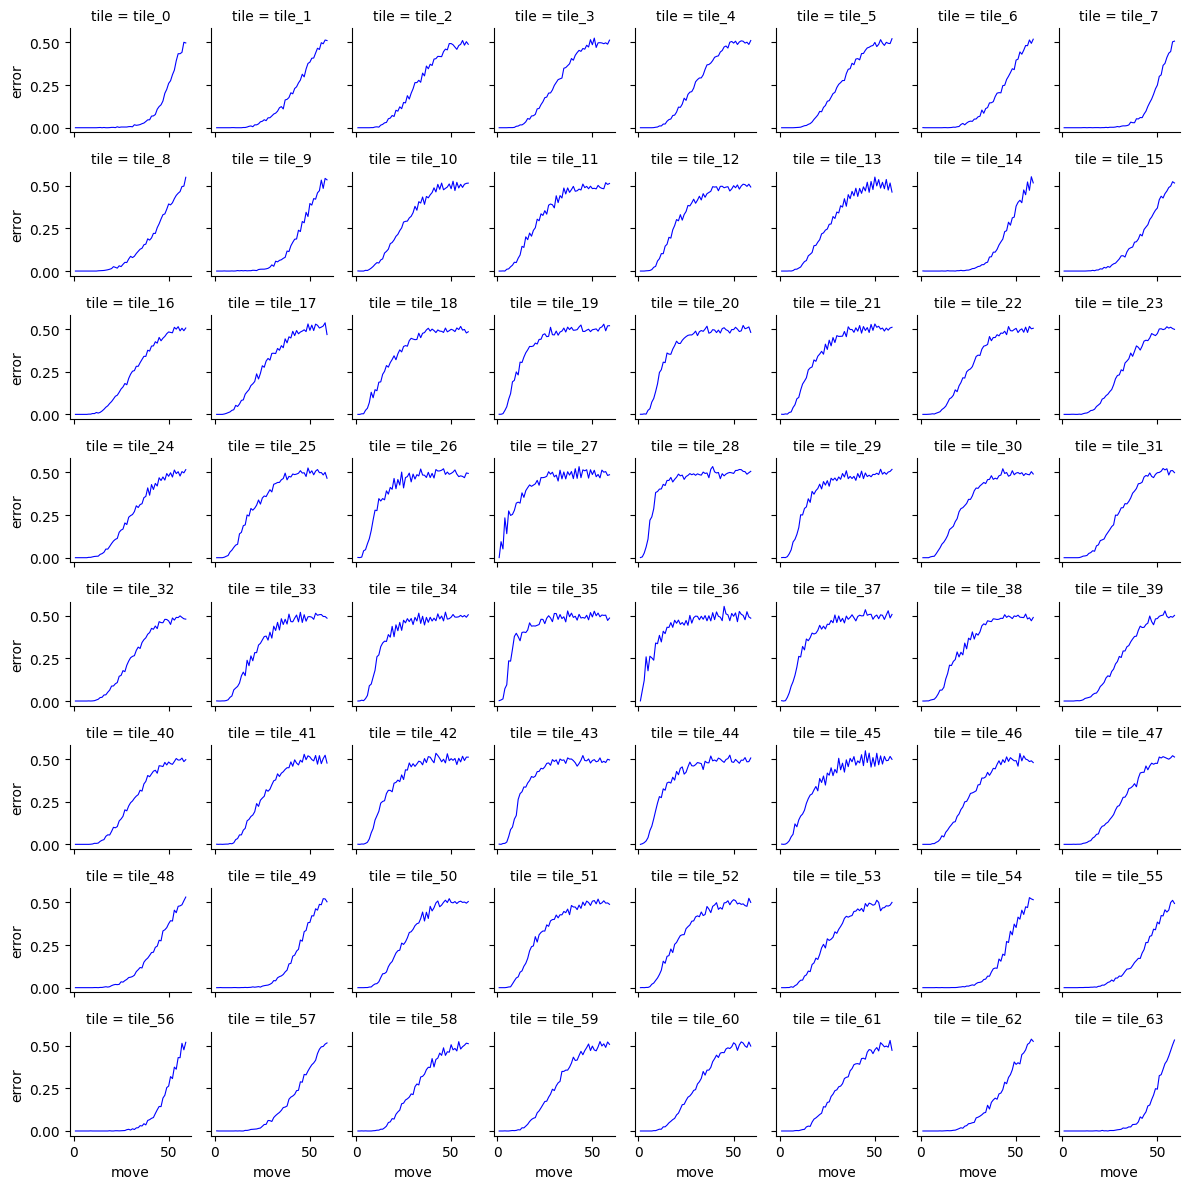 tile = tile_0 tile = tile_1 tile = tile_2 tile = tile_3 tile = tile_4 tile = tile_5 tile = tile_6 tile = tile_7
0.50
0.25
0.00
error
tile = tile_8 tile = tile_9 tile = tile_10 tile = tile_11 tile = tile_12 tile = tile_13 tile = tile_14 tile = tile_15
0.50
0.25
0.00
error
tile = tile_16 tile = tile_17 tile = tile_18 tile = tile_19 tile = tile_20 tile = tile_21 tile = tile_22 tile = tile_23
0.50
0.25
0.00
error
tile = tile_24 tile = tile_25 tile = tile_26 tile = tile_27 tile = tile_28 tile = tile_29 tile = tile_30 tile = tile_31
0.50
0.25
0.00
error
tile = tile_32 tile = tile_33 tile = tile_34 tile = tile_35 tile = tile_36 tile = tile_37 tile = tile_38 tile = tile_39
0.50
0.25
0.00
error
tile = tile_40 tile = tile_41 tile = tile_42 tile = tile_43 tile = tile_44 tile = tile_45 tile = tile_46 tile = tile_47
0.50
0.25
0.00
error
tile = tile_48 tile = tile_49 tile = tile_50 tile = tile_51 tile = tile_52 tile = tile_53 tile = tile_54 tile = tile_55
0.50
0.25
0.00
error
tile = tile_56 tile = tile_57 tile = tile_58 tile = tile_59 tile = tile_60 tile = tile_61 tile = tile_62 tile = tile_63
0.50
0.25
0.00
error
0 50 0 50 0 50 0 50 0 50 0 50 0 50 0 50
move move move move move move move move